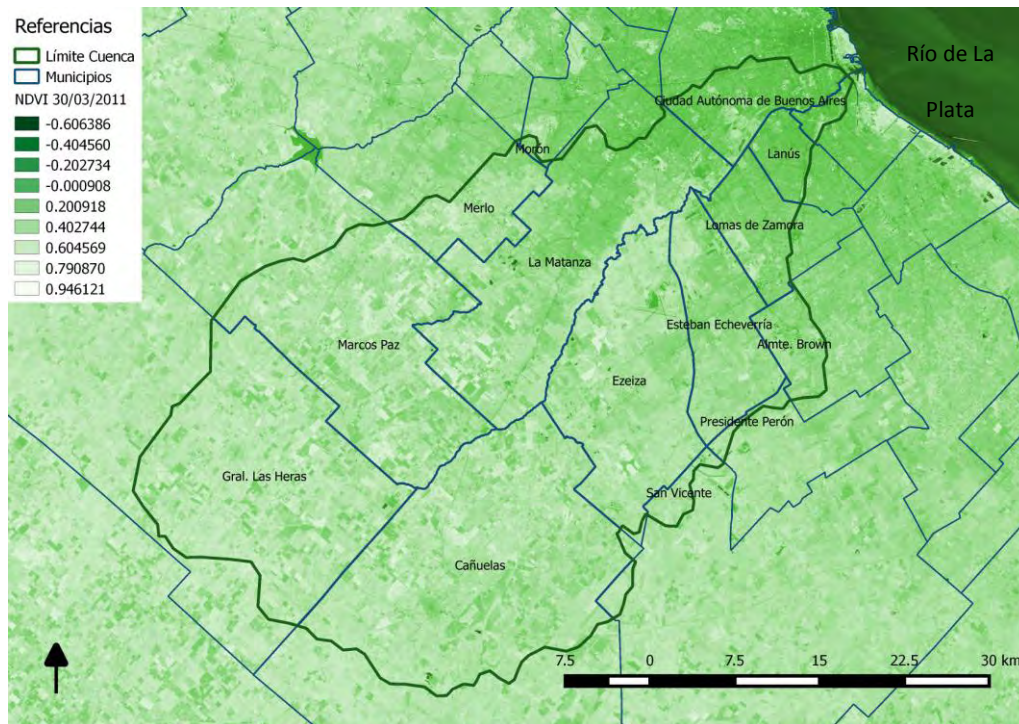 Referencias
Límite Cuenca
Municipios
NDVI 30/03/2011
-0.606386
-0.404560
-0.202734
-0.000908
0.200918
0.402744
0.604569
0.790870
0.946121
Río de La
Plata
Ciudad Autónoma de Buenos Aires
Morón
Lanús
Merlo
Lomas de Zamora
La Matanza
Esteban Echeverría
Marcos Paz
Almte. Brown
Ezeiza
Presidente Perón
Gral. Las Heras
San Vicente
Cañuelas
7.5 0 7.5 15 22.5 30 km